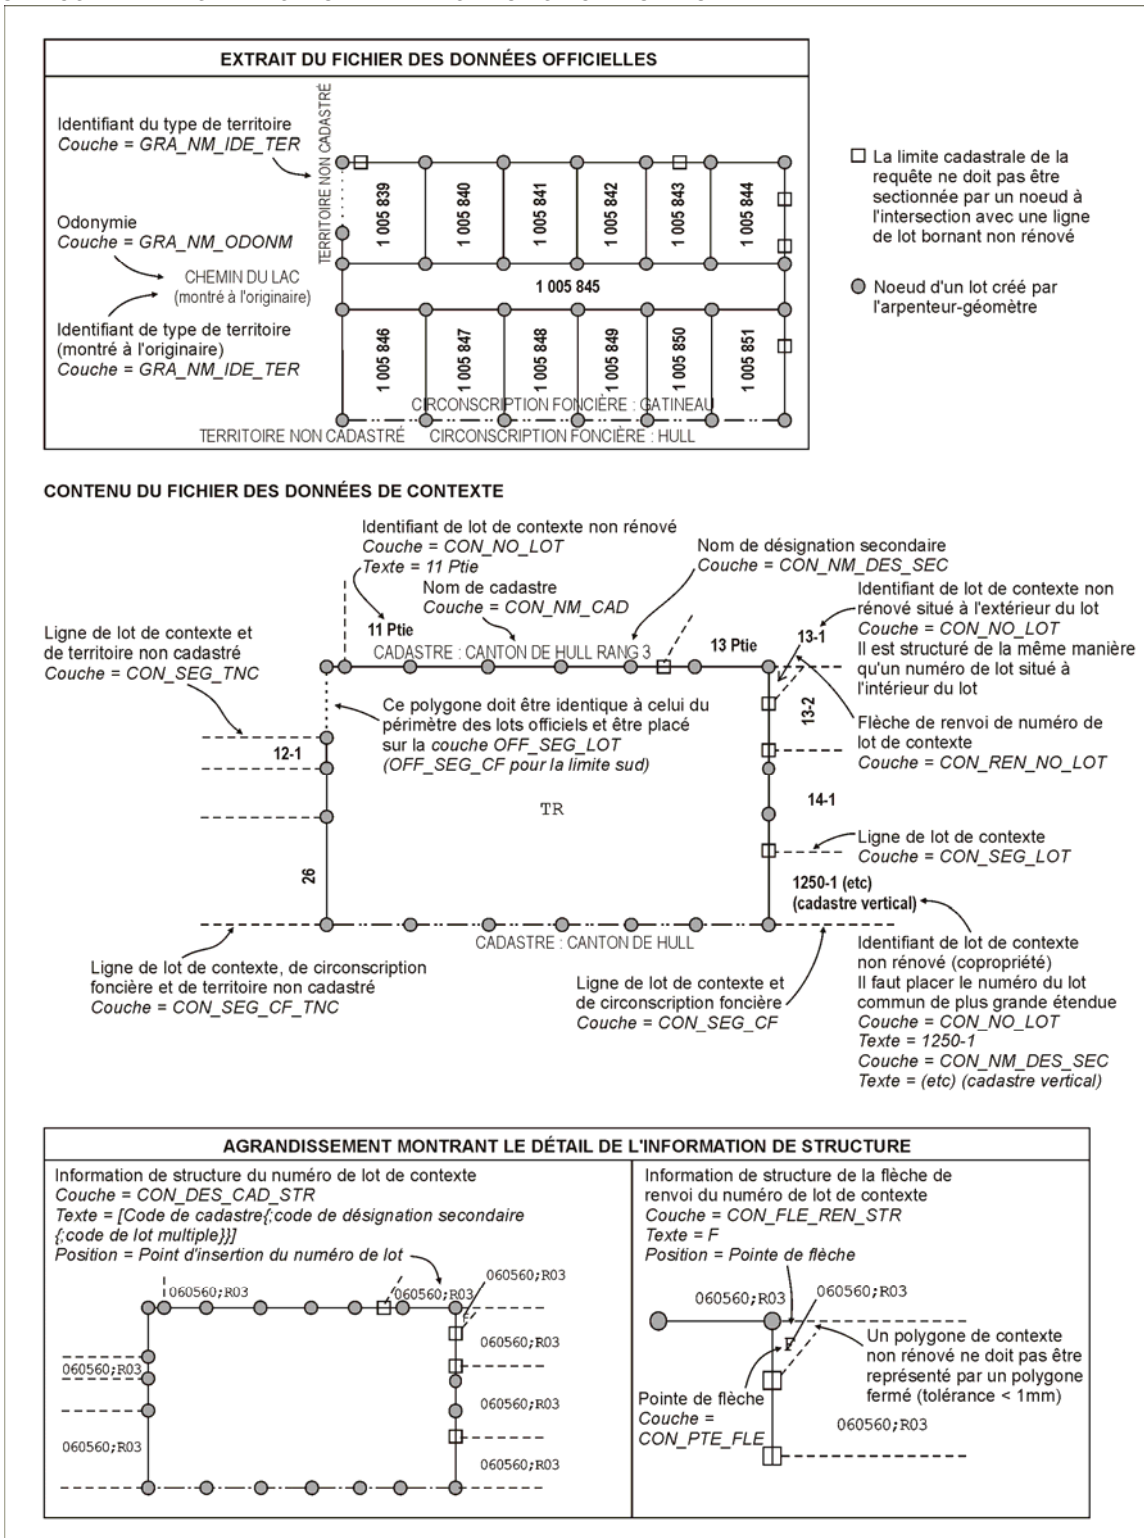 EXTRAIT DU FICHIER DES DONNÉES OFFICIELLES
Identifiant du type de territoire
Couche = GRA_NM_IDE_TER
TERRITOIRE NON CADASTRÉ
Odonymie
Couche = GRA_NM_ODONM
CHEMIN DU LAC
(montré à l'originaire)
Identifiant de type de territoire
(montré à l'originaire)
Couche = GRA_NM_IDE_TER
1 005 839
1 005 840
1 005 841
1 005 842
1 005 843
1 005 844
1 005 845
1 005 846
1 005 847
1 005 848
1 005 849
1 005 850
1 005 851
CIRCONSCRIPTION FONCIÈRE : GATINEAU
TERRITOIRE NON CADASTRÉ
CIRCONSCRIPTION FONCIÈRE : HULL
La limite cadastrale de la
requête ne doit pas être
sectionnée par un noeud à
l'intersection avec une ligne
de lot bornant non rénové
Noeud d'un lot créé par
l'arpenteur-géomètre
CONTENU DU FICHIER DES DONNÉES DE CONTEXTE
Identifiant de lot de contexte non rénové
Couche = CON_NO_LOT
Texte = 11 Ptie
Nom de cadastre
Couche = CON_NM_CAD
Nom de désignation secondaire
Couche = CON_NM_DES_SEC
Identifiant de lot de contexte non
rénové situé à l'extérieur du lot
Couche = CON_NO_LOT
Il est structuré de la même manière
qu'un numéro de lot situé à
l'intérieur du lot
Ligne de lot de contexte et
de territoire non cadastré
Couche = CON_SEG_TNC
11 Ptie
CADASTRE : CANTON DE HULL RANG 3
13 Ptie
13-1
13-2
Ce polygone doit être identique à celui du
périmètre des lots officiels et être placé
sur la couche OFF_SEG_LOT
(OFF_SEG_CF pour la limite sud)
Flèche de renvoi de numéro de
lot de contexte
Couche = CON_REN_NO_LOT
12-1
TR
14-1
Ligne de lot de contexte
Couche = CON_SEG_LOT
26
1250-1 (etc)
(cadastre vertical)
CADASTRE : CANTON DE HULL
Ligne de lot de contexte, de circonscription
foncière et de territoire non cadastré
Couche = CON_SEG_CF_TNC
Ligne de lot de contexte et
de circonscription foncière
Couche = CON_SEG_CF
Identifiant de lot de contexte
non rénové (copropriété)
Il faut placer le numéro du lot
commun de plus grande étendue
Couche = CON_NO_LOT
Texte = 1250-1
Couche = CON_NM_DES_SEC
Texte = (etc) (cadastre vertical)
AGRANDISSEMENT MONTRANT LE DÉTAIL DE L'INFORMATION DE STRUCTURE
Information de structure du numéro de lot de contexte
Couche = CON_DES_CAD_STR
Texte = [Code de cadastre{;code de désignation secondaire
{;code de lot multiple}}]
Position = Point d'insertion du numéro de lot
060560;R03
060560;R03
060560;R03
060560;R03
060560;R03
060560;R03
060560;R03
060560;R03
Information de structure de la flèche de
renvoi du numéro de lot de contexte
Couche = CON_FLE_REN_STR
Texte = F
Position = Pointe de flèche
060560;R03
060560;R03
F
Un polygone de contexte
non rénové ne doit pas être
représenté par un polygone
fermé (tolérance < 1mm)
Pointe de flèche
Couche =
CON_PTE_FLE
060560;R03